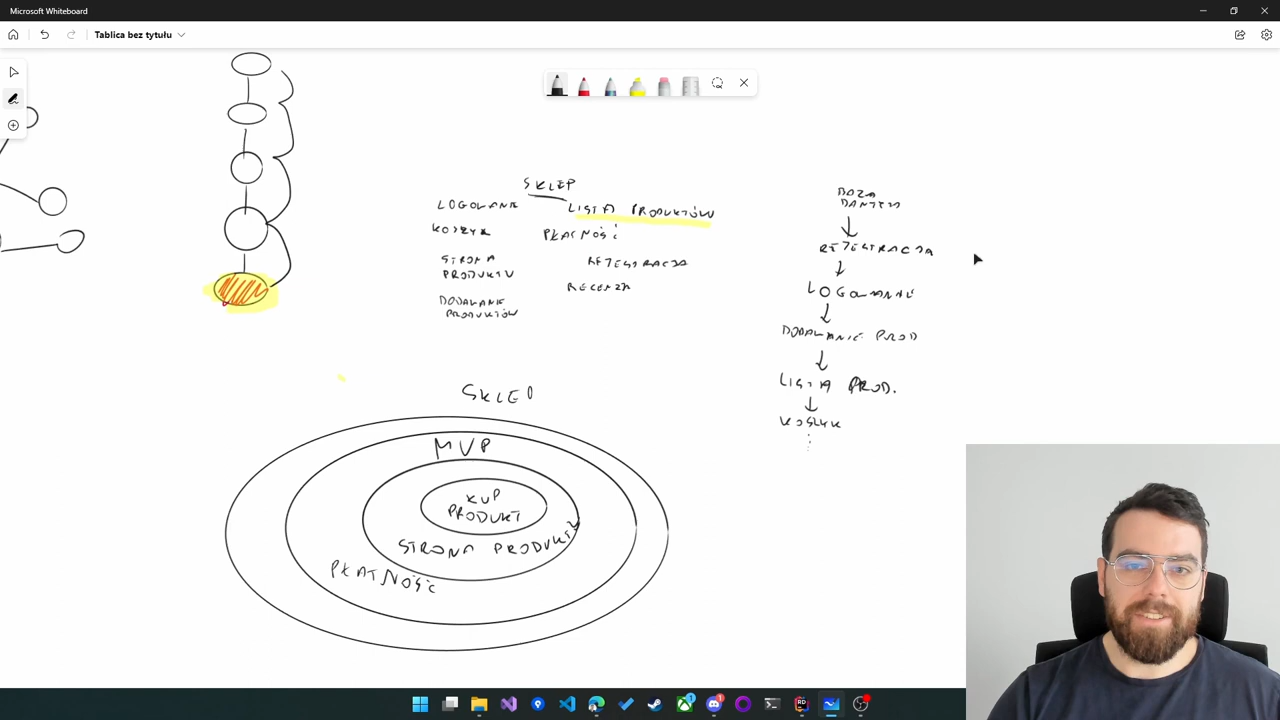 Microsoft Whiteboard
Tablica bez tytułu
SKLEP
LOGOWANIE
LISTA PRODUKTÓW
KOSZYK
PŁATNOŚĆ
STRONA
PRODUKTU
REJESTRACJA
DODAWANIE
PRODUKTÓW
RECENZJE
BAZA
DANYCH
REJESTRACJA
LOGOWANIE
DODAWANIE PROD
LISTA PROD.
KOSZYK
SKLEP
MVP
KUP
PRODUKT
STRONA PRODUKTU
PŁATNOŚĆ